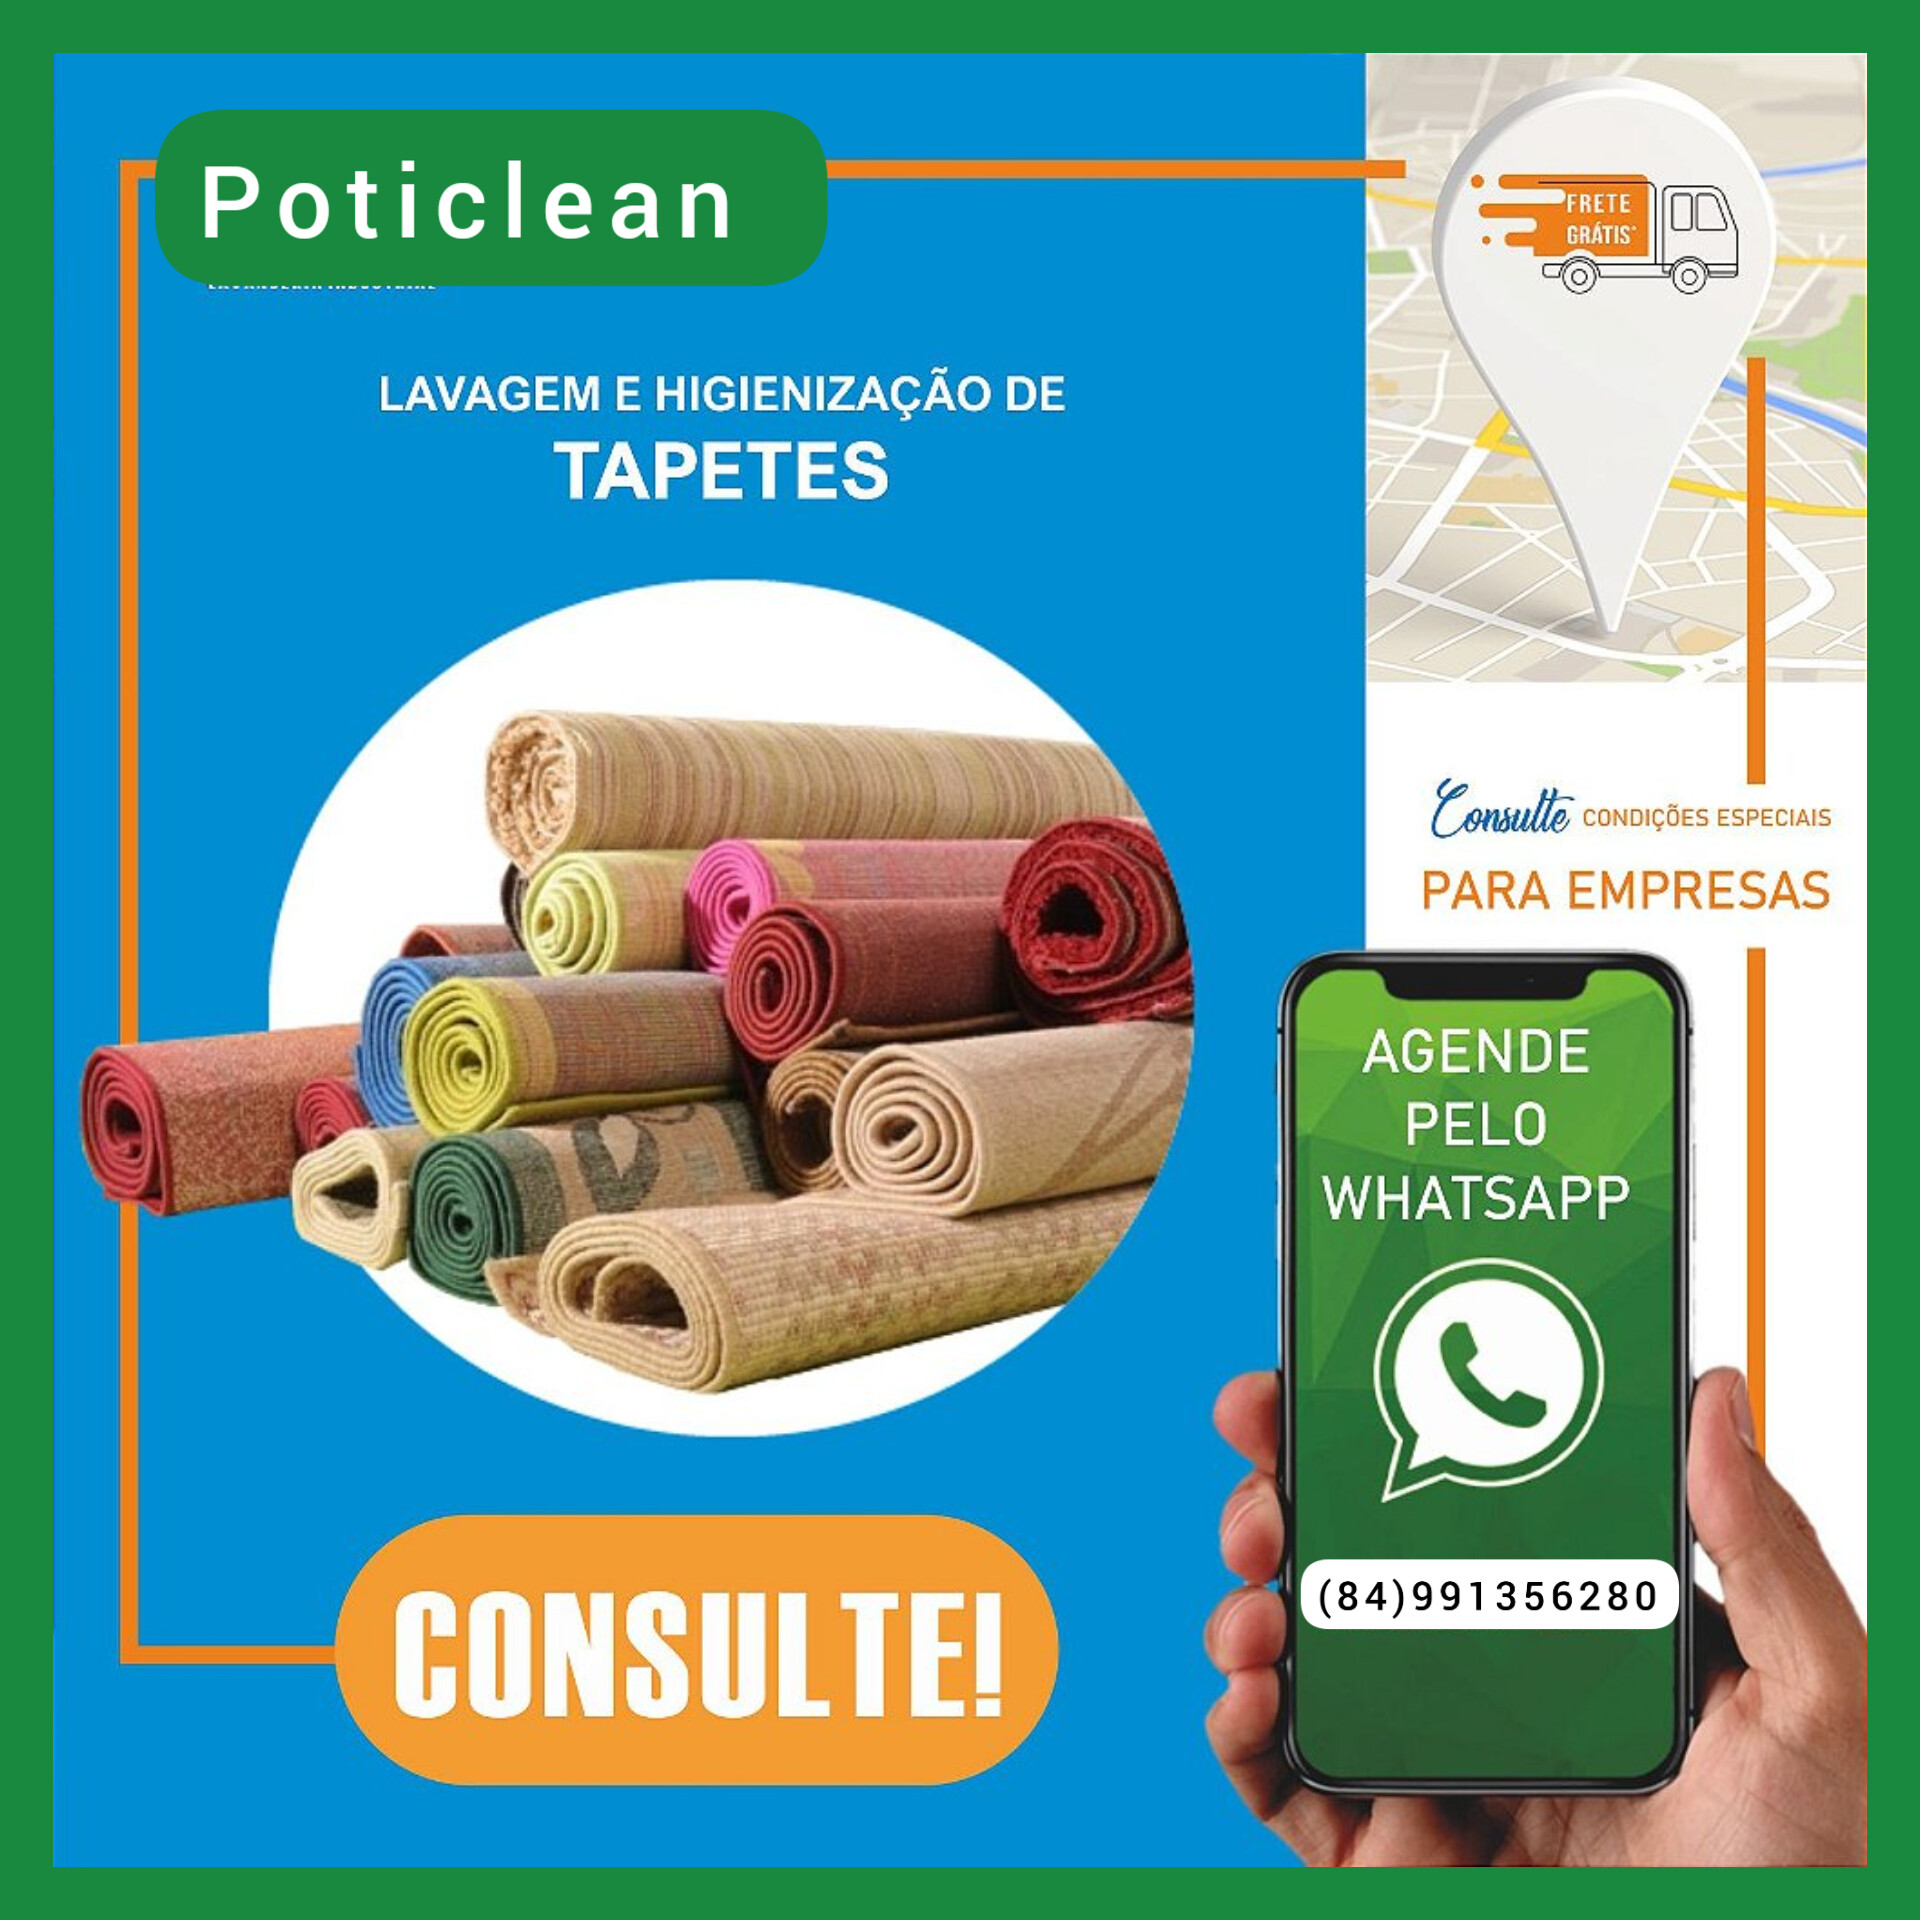 Poticlean
LAVAGEM E HIGIENIZAÇÃO DE
TAPETES
FRETE
GRÁTIS*
Consulte CONDIÇÕES ESPECIAIS
PARA EMPRESAS
AGENDE
PELO
WHATSAPP
(84)991356280
CONSULTE!